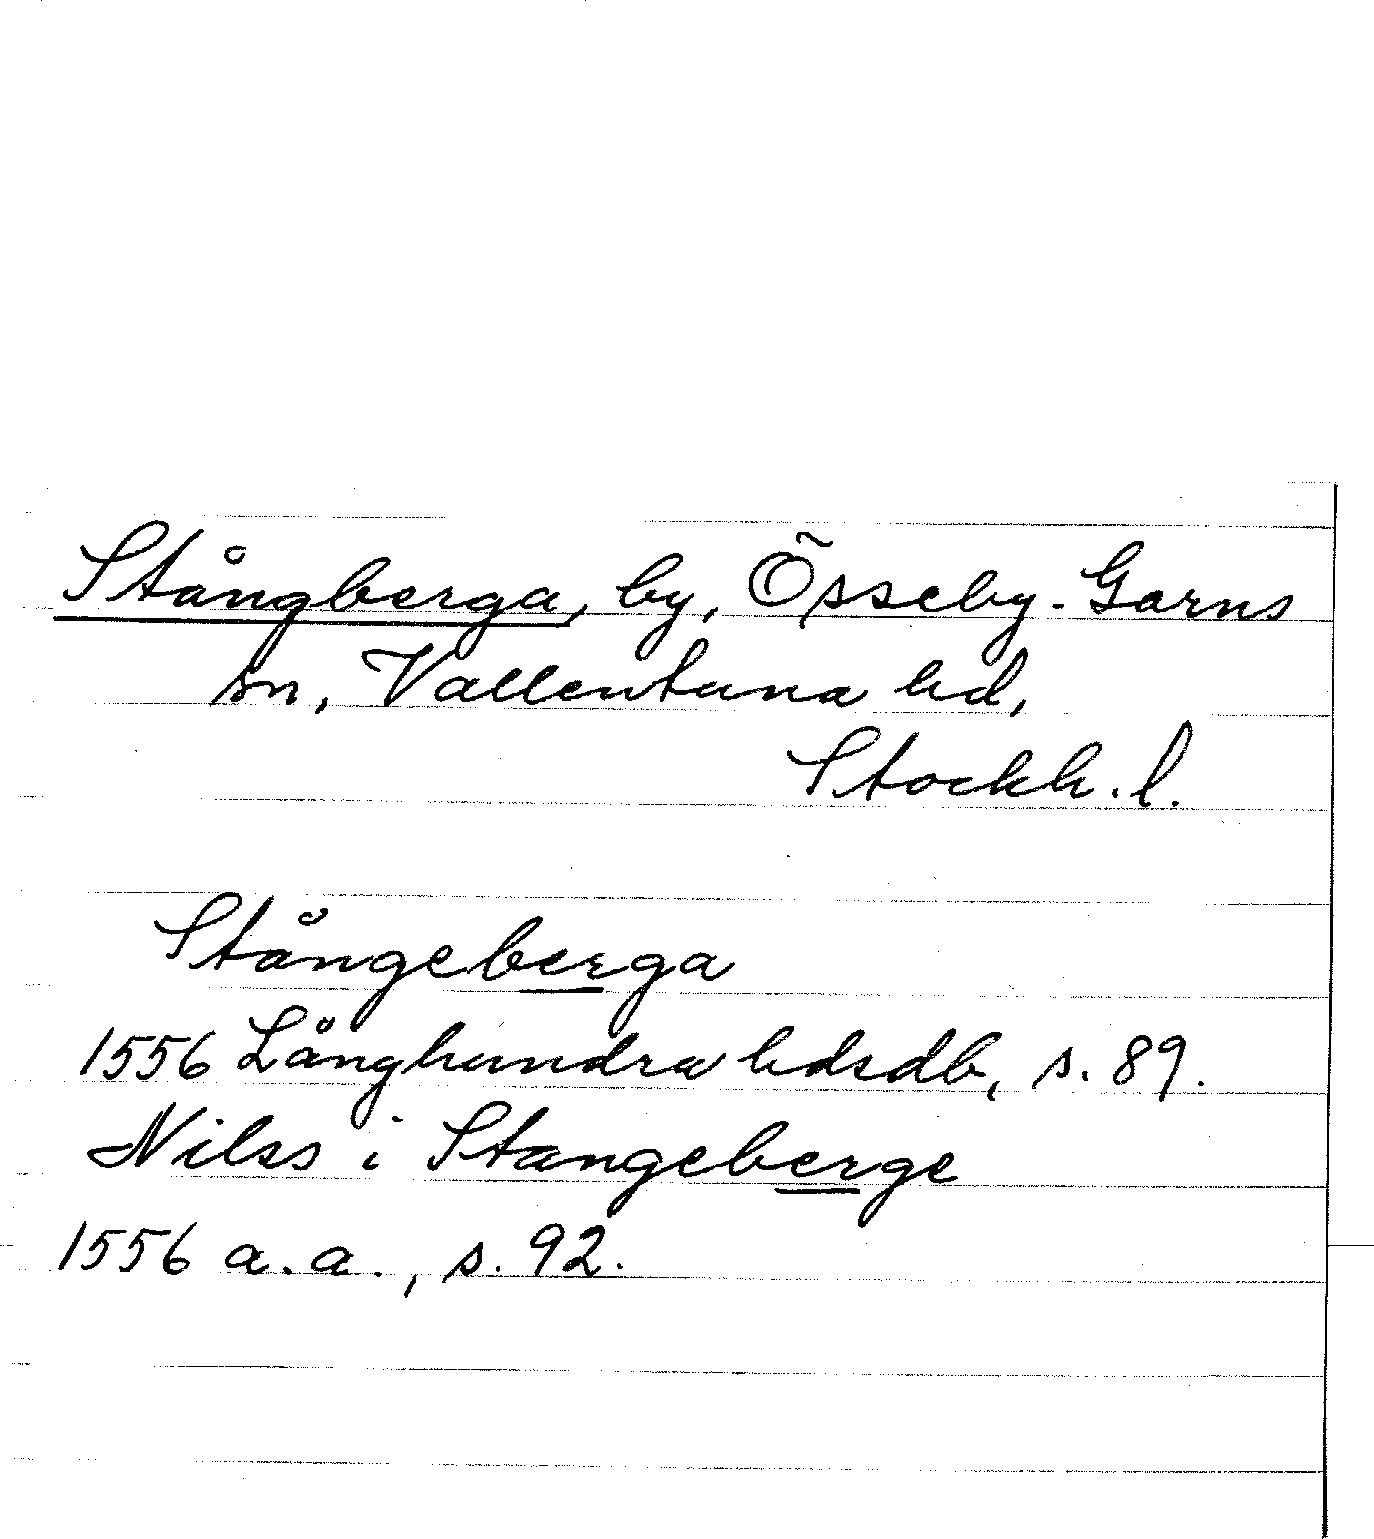 Stångberga, by, Össeby-Garns
sn, Vallentuna hd,
Stockh. l.
Stångeberga
1556 Långhundra hdsdb, s. 89.
Nilss i Stangeberge
1556 a. a., s. 92.